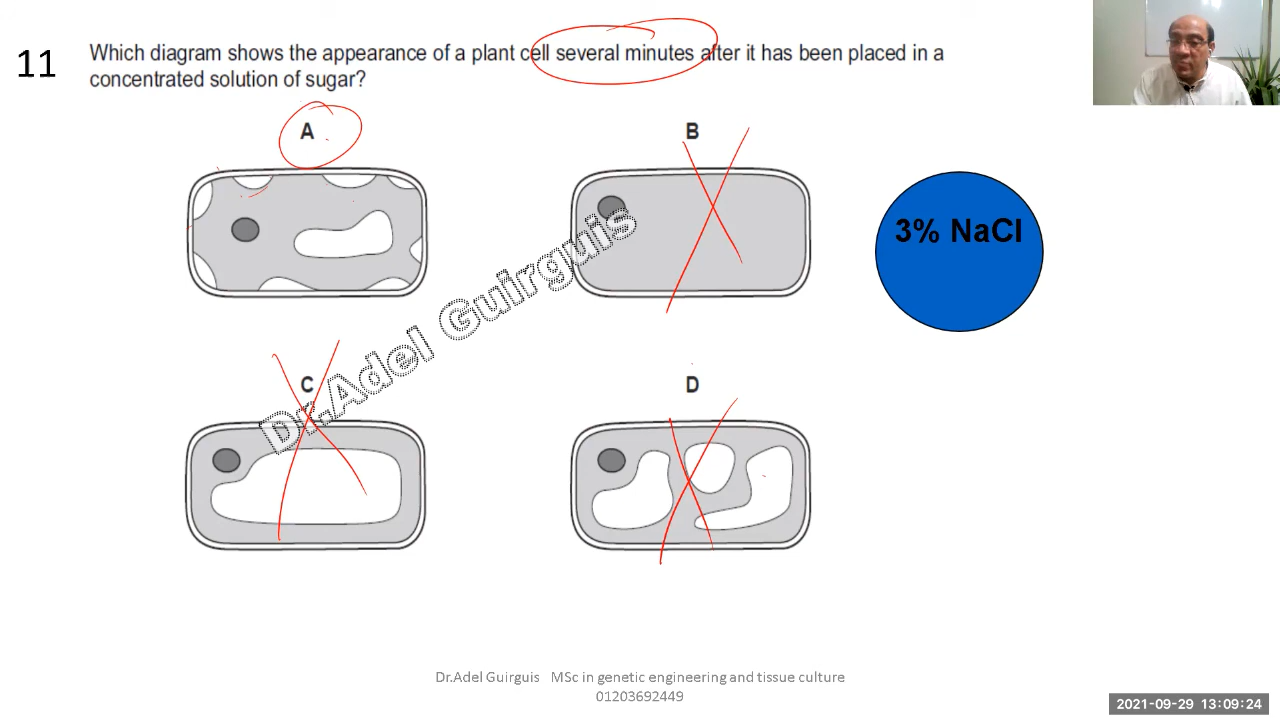 11
Which diagram shows the appearance of a plant cell several minutes after it has been placed in a
concentrated solution of sugar?
A
B
3% NaCl
Dr.Adel Guirguis
C
D
Dr.Adel Guirguis MSc in genetic engineering and tissue culture
01203692449
2021-09-29 13:09:24